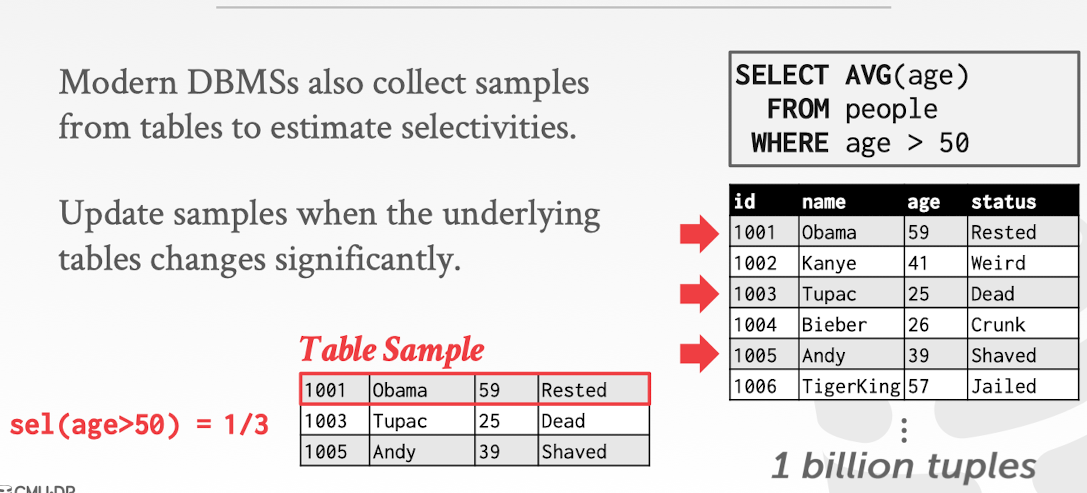 Modern DBMSs also collect samples
from tables to estimate selectivities.
Update samples when the underlying
tables changes significantly.
SELECT AVG(age)
FROM people
WHERE age > 50
id name age status
1001 Obama 59 Rested
1002 Kanye 41 Weird
1003 Tupac 25 Dead
1004 Bieber 26 Crunk
1005 Andy 39 Shaved
1006 TigerKing 57 Jailed
⋮
1 billion tuples
Table Sample
1001 Obama 59 Rested
1003 Tupac 25 Dead
1005 Andy 39 Shaved
sel(age>50) = 1/3